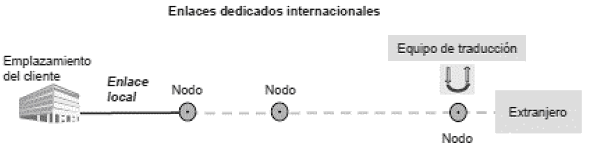 Enlaces dedicados internacionales
Equipo de traducción
Emplazamiento
del cliente
Enlace
local
Nodo
Nodo
Extranjero
Nodo